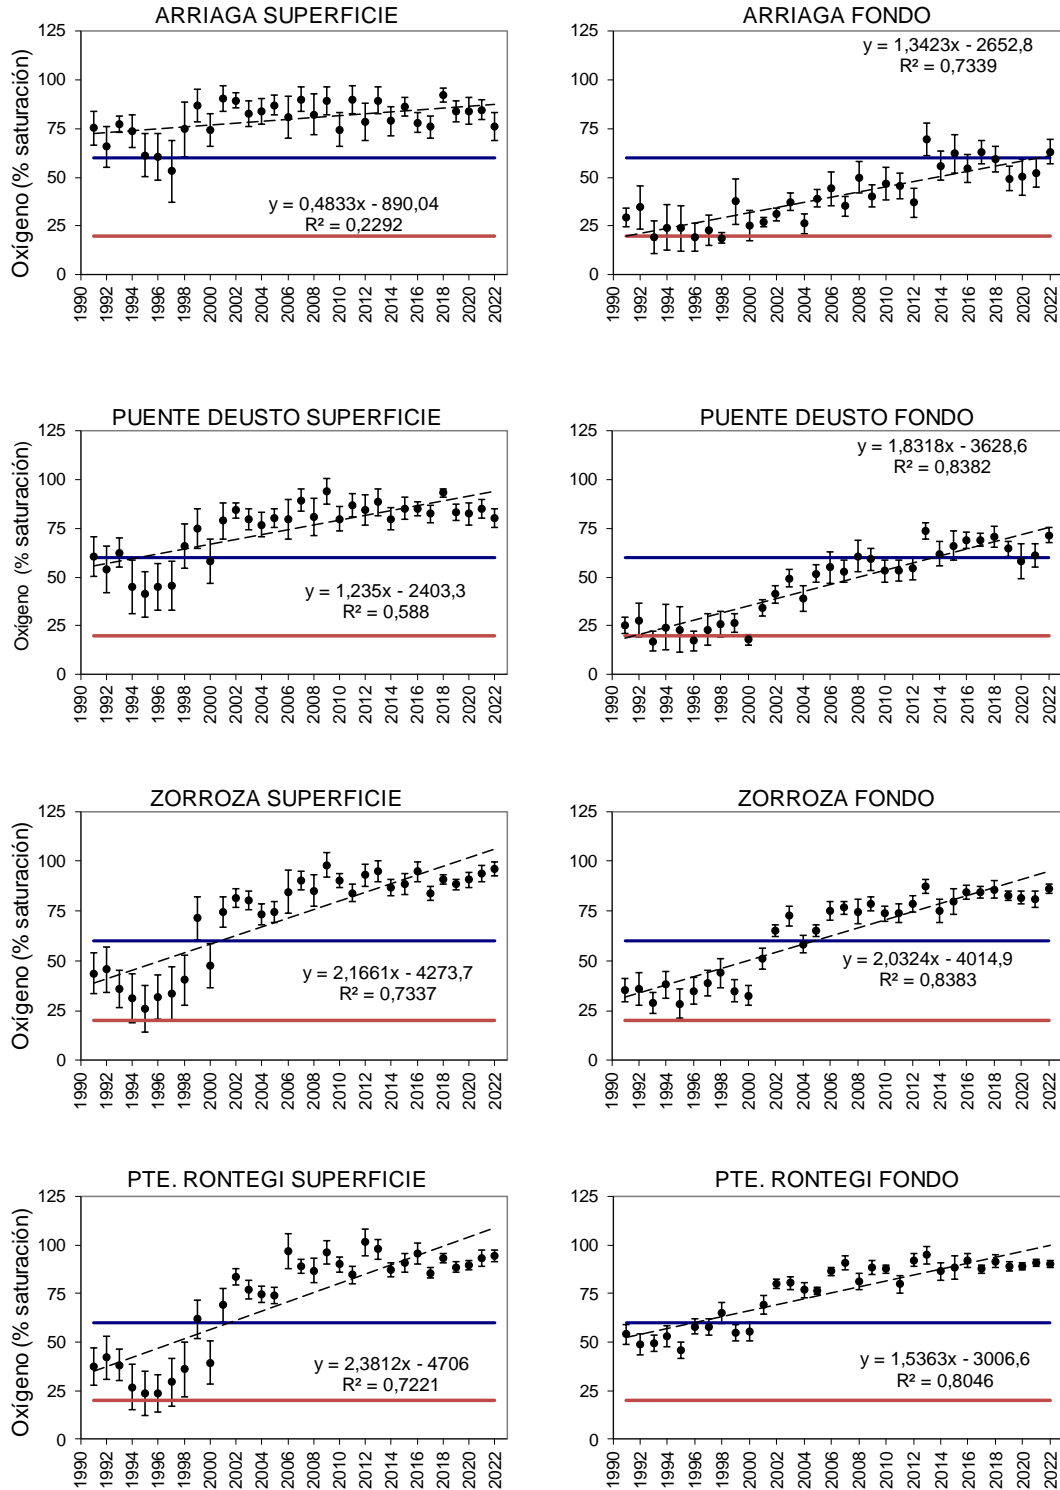 ARRIAGA SUPERFICIE
Oxígeno (% saturación)
125
100
75
50
25
0
y = 0,4833x - 890,04
R² = 0,2292
1990 1992 1994 1996 1998 2000 2002 2004 2006 2008 2010 2012 2014 2016 2018 2020 2022
ARRIAGA FONDO
125
100
75
50
25
0
y = 1,3423x - 2652,8
R² = 0,7339
1990 1992 1994 1996 1998 2000 2002 2004 2006 2008 2010 2012 2014 2016 2018 2020 2022
PUENTE DEUSTO SUPERFICIE
Oxígeno (% saturación)
125
100
75
50
25
0
y = 1,235x - 2403,3
R² = 0,588
1990 1992 1994 1996 1998 2000 2002 2004 2006 2008 2010 2012 2014 2016 2018 2020 2022
PUENTE DEUSTO FONDO
125
100
75
50
25
0
y = 1,8318x - 3628,6
R² = 0,8382
1990 1992 1994 1996 1998 2000 2002 2004 2006 2008 2010 2012 2014 2016 2018 2020 2022
ZORROZA SUPERFICIE
Oxígeno (% saturación)
125
100
75
50
25
0
y = 2,1661x - 4273,7
R² = 0,7337
1990 1992 1994 1996 1998 2000 2002 2004 2006 2008 2010 2012 2014 2016 2018 2020 2022
ZORROZA FONDO
125
100
75
50
25
0
y = 2,0324x - 4014,9
R² = 0,8383
1990 1992 1994 1996 1998 2000 2002 2004 2006 2008 2010 2012 2014 2016 2018 2020 2022
PTE. RONTEGI SUPERFICIE
Oxígeno (% saturación)
125
100
75
50
25
0
y = 2,3812x - 4706
R² = 0,7221
1990 1992 1994 1996 1998 2000 2002 2004 2006 2008 2010 2012 2014 2016 2018 2020 2022
PTE. RONTEGI FONDO
125
100
75
50
25
0
y = 1,5363x - 3006,6
R² = 0,8046
1990 1992 1994 1996 1998 2000 2002 2004 2006 2008 2010 2012 2014 2016 2018 2020 2022